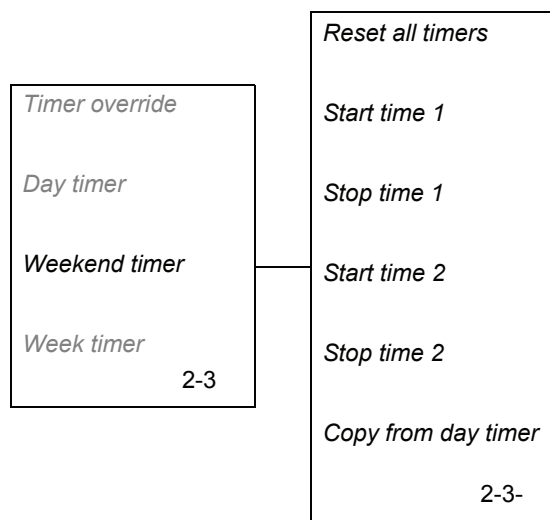 Timer override
Day timer
Weekend timer
Week timer
2-3
Reset all timers
Start time 1
Stop time 1
Start time 2
Stop time 2
Copy from day timer
2-3-